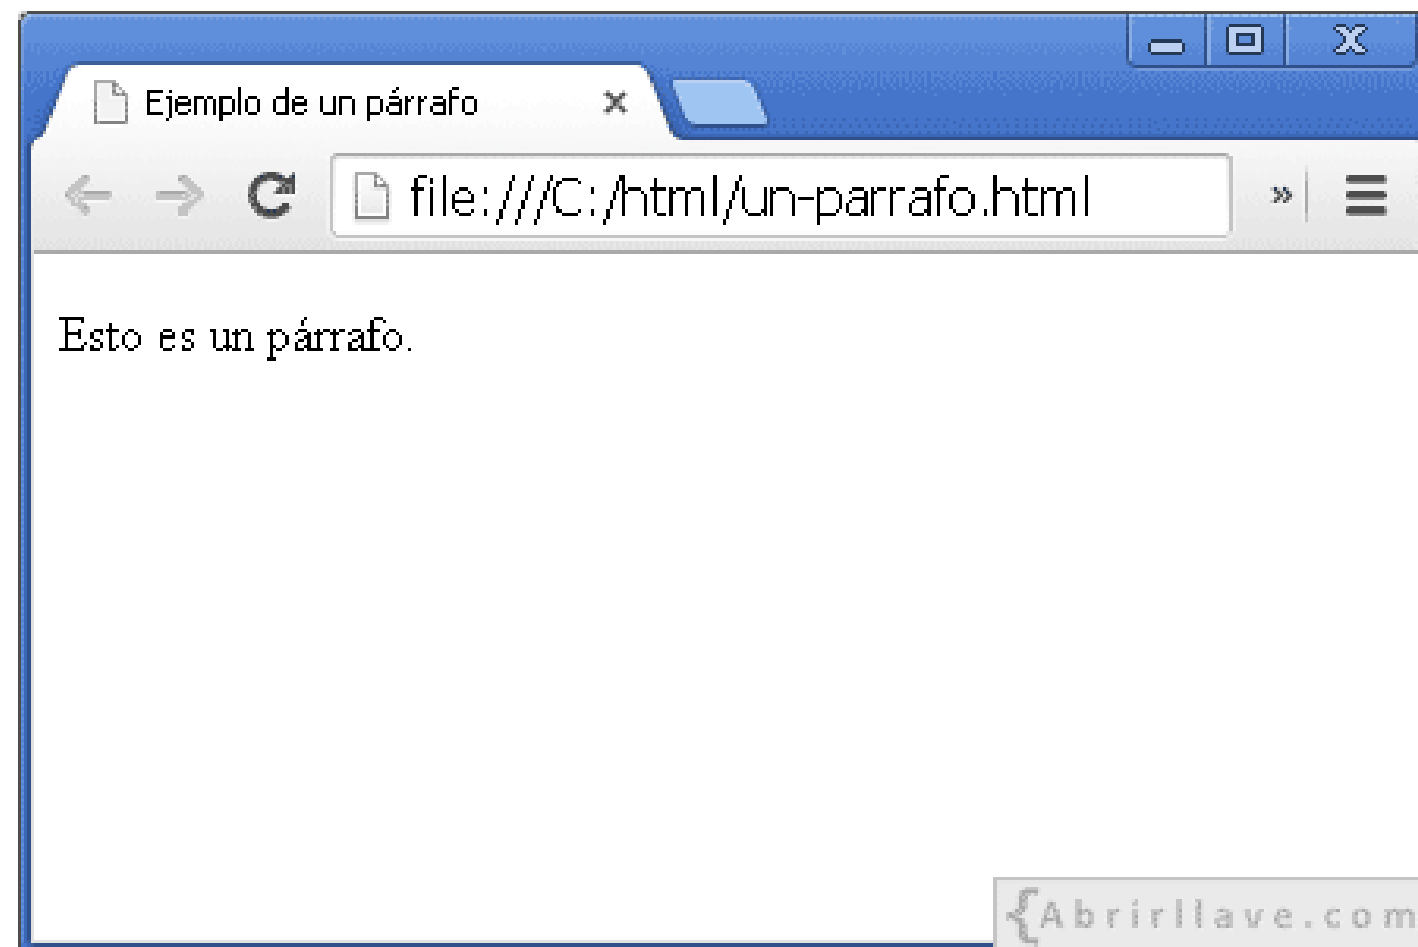 Ejemplo de un párrafo
file:///C:/html/un-parrafo.html
Esto es un párrafo.
{Abrirllave.com